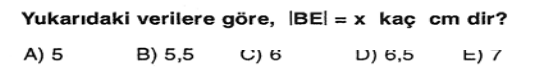 Yukarıdaki verilere göre, |BE| = x kaç cm dir?
A) 5 B) 5,5 C) 6 D) 6,5 E) 7